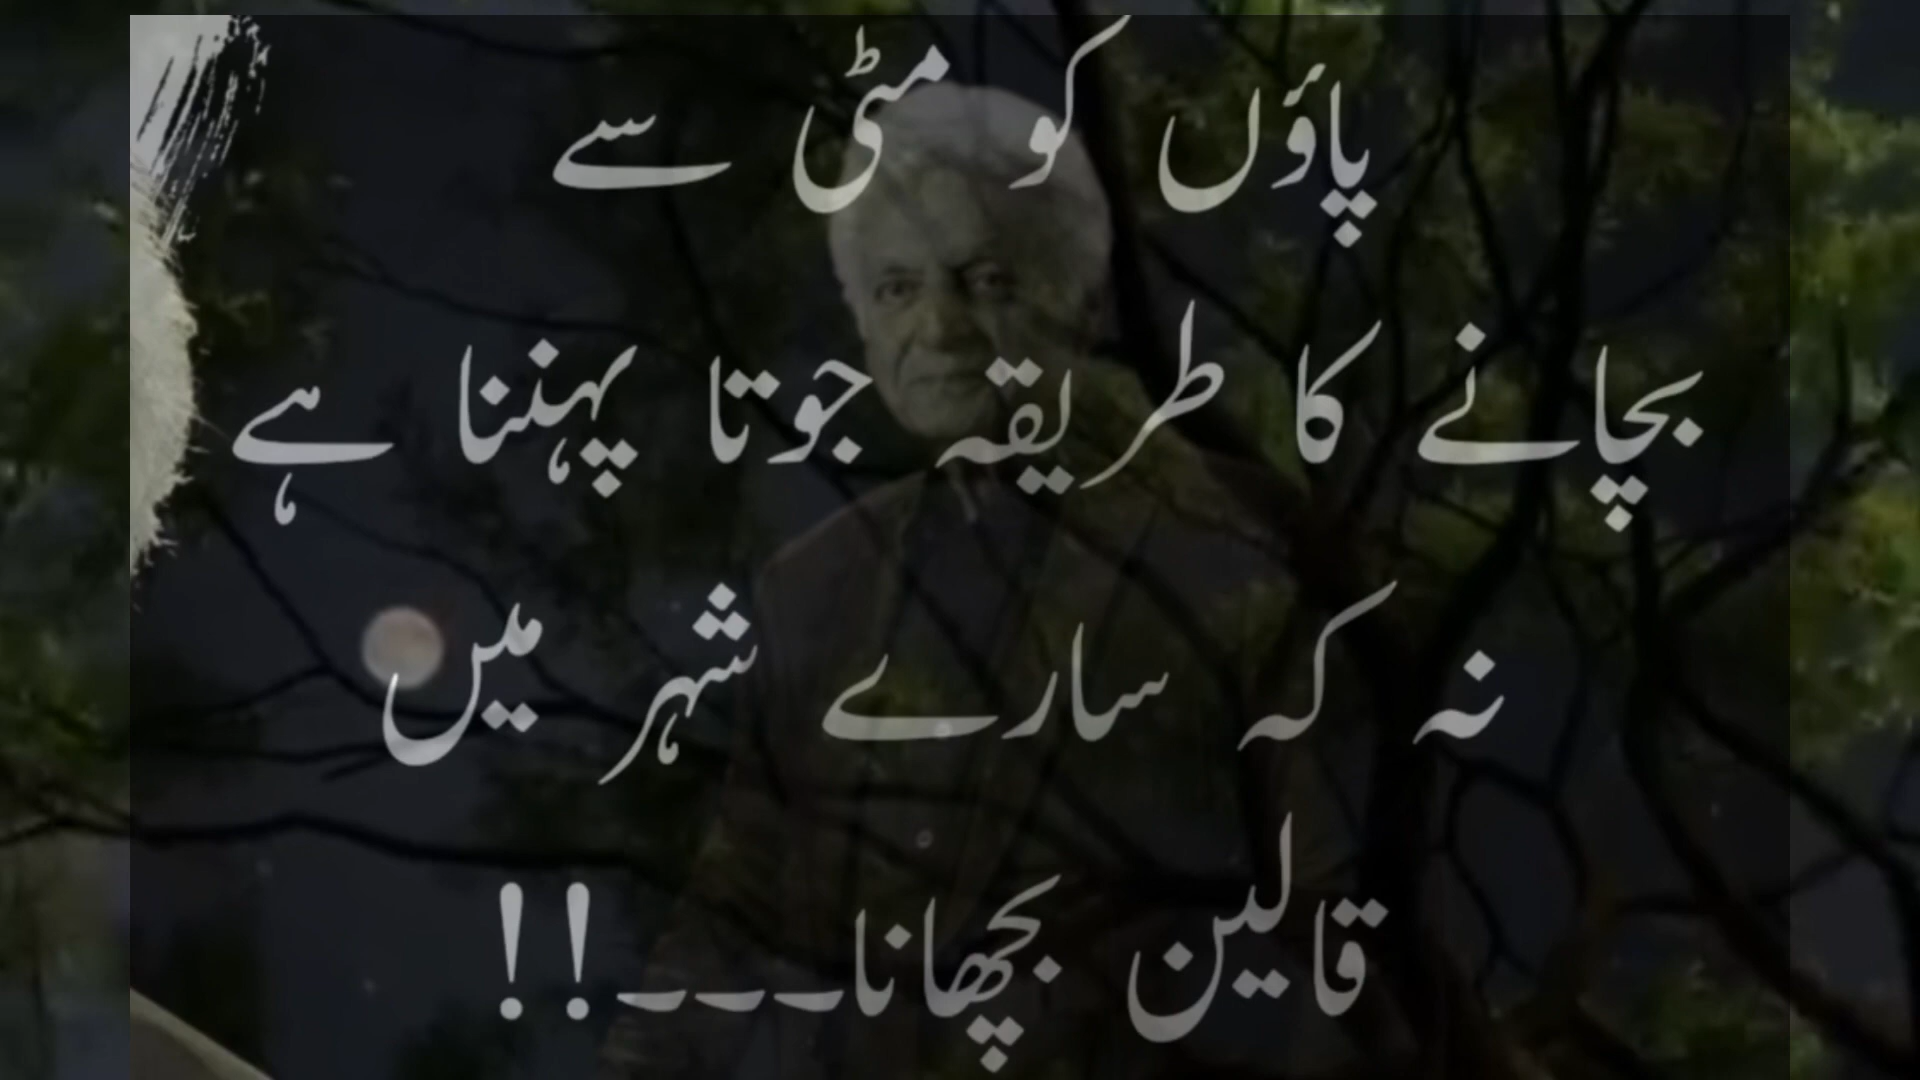 پاؤں کو مٹی سے
بچانے کا طریقہ جوتا پہننا ہے
نہ کہ سارے شہر میں
قالین بچھانا۔۔۔!!